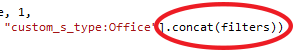 e, 1,
"custom_s_type:Office"].concat(filters))